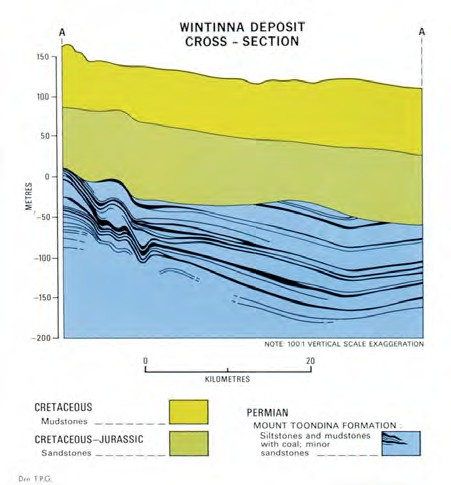 WINTINNA DEPOSIT
CROSS - SECTION
A
A
150
100
50
0
-50
-100
-150
-200
METRES
NOTE 100:1 VERTICAL SCALE EXAGGERATION
0
20
KILOMETRES
CRETACEOUS
Mudstones
CRETACEOUS-JURASSIC
Sandstones
PERMIAN
MOUNT TOONDINA FORMATION :
Siltstones and mudstones
with coal; minor
sandstones
Drn T.P.G.